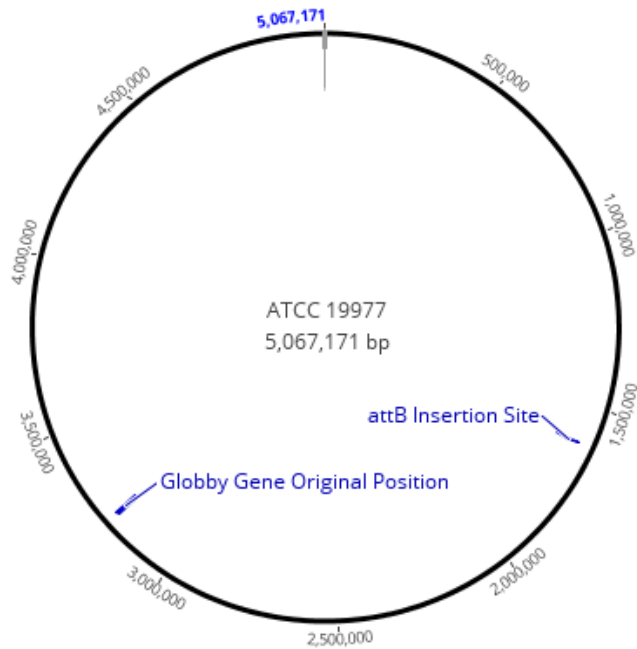 5,067,171
500,000
4,500,000
1,000,000
4,000,000
ATCC 19977
5,067,171 bp
attB Insertion Site
1,500,000
3,500,000
Globby Gene Original Position
2,000,000
3,000,000
2,500,000